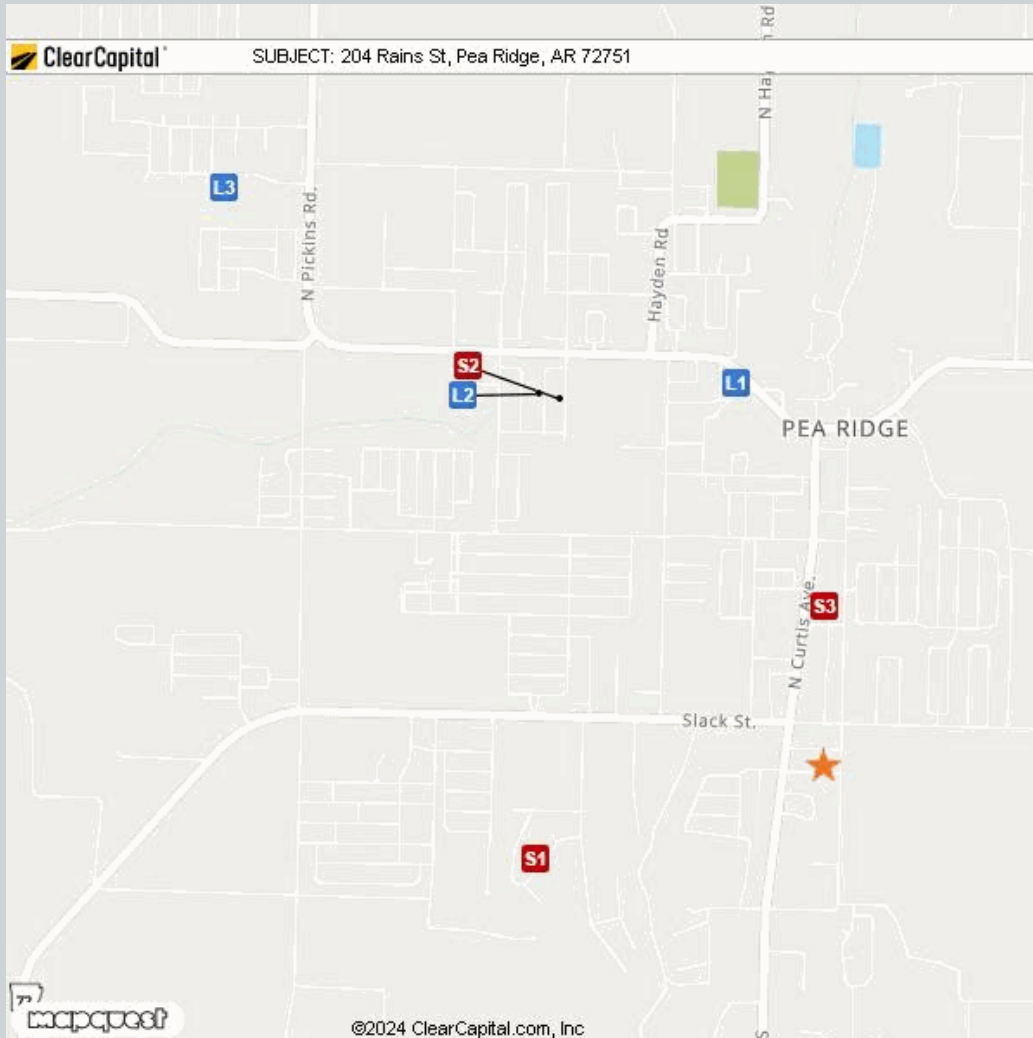 ClearCapital
SUBJECT: 204 Rains St, Pea Ridge, AR 72751
L3
N Pickins Rd.
Hayden Rd
S2
L2
L1
PEA RIDGE
S3
N Curtis Ave.
Slack St.
S1
mapquest
©2024 ClearCapital.com, Inc